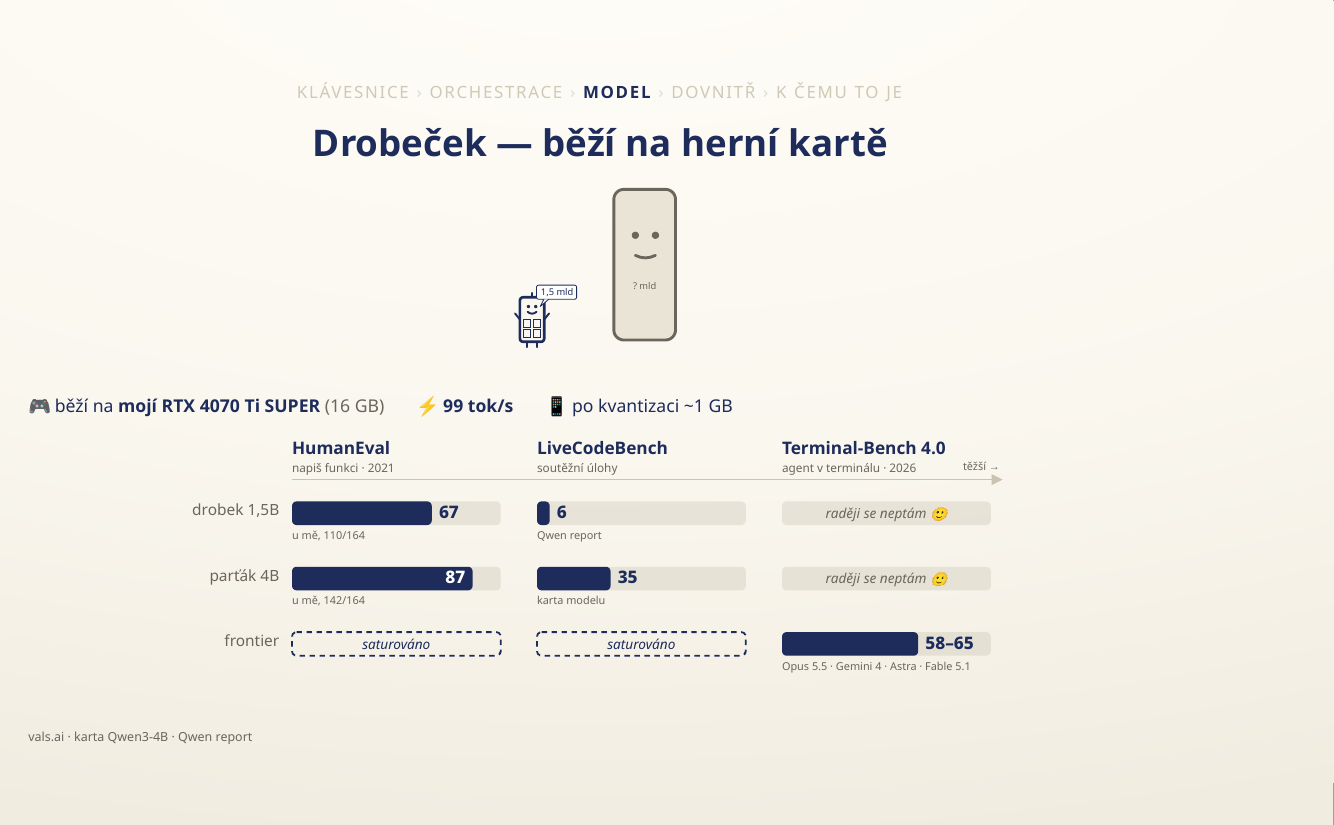 KLÁVESNICE › ORCHESTRACE › MODEL › DOVNITŘ › K ČEMU TO JE
Drobeček — běží na herní kartě
? mld
1,5 mld
🎮 běží na mojí RTX 4070 Ti SUPER (16 GB) ⚡ 99 tok/s 📱 po kvantizaci ~1 GB
HumanEval LiveCodeBench Terminal-Bench 4.0
napiš funkci · 2021 soutěžní úlohy agent v terminálu · 2026 těžší →
drobek 1,5B 67 6 raději se neptám 🙂
u mě, 110/164 Qwen report
parťák 4B 87 35 raději se neptám 🙂
u mě, 142/164 karta modelu
frontier saturováno saturováno 58–65
Opus 5.5 · Gemini 4 · Astra · Fable 5.1
vals.ai · karta Qwen3-4B · Qwen report